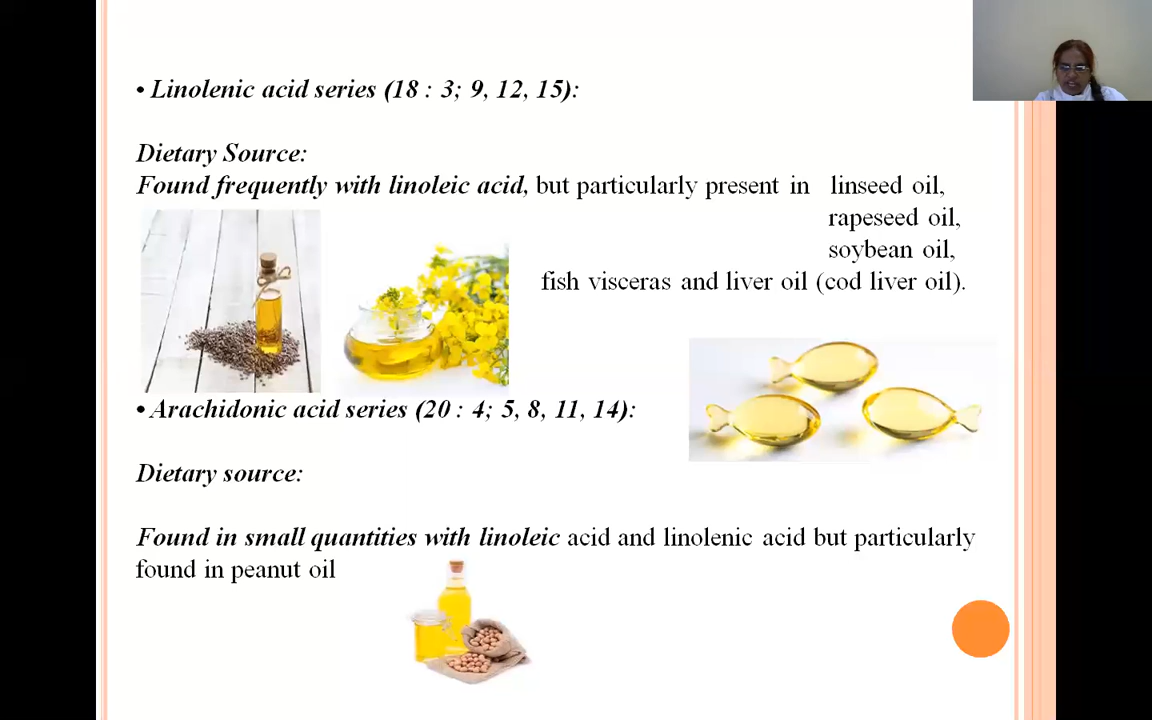 • Linolenic acid series (18 : 3; 9, 12, 15):
Dietary Source:
Found frequently with linoleic acid, but particularly present in linseed oil,
rapeseed oil,
soybean oil,
fish visceras and liver oil (cod liver oil).
• Arachidonic acid series (20 : 4; 5, 8, 11, 14):
Dietary source:
Found in small quantities with linoleic acid and linolenic acid but particularly
found in peanut oil